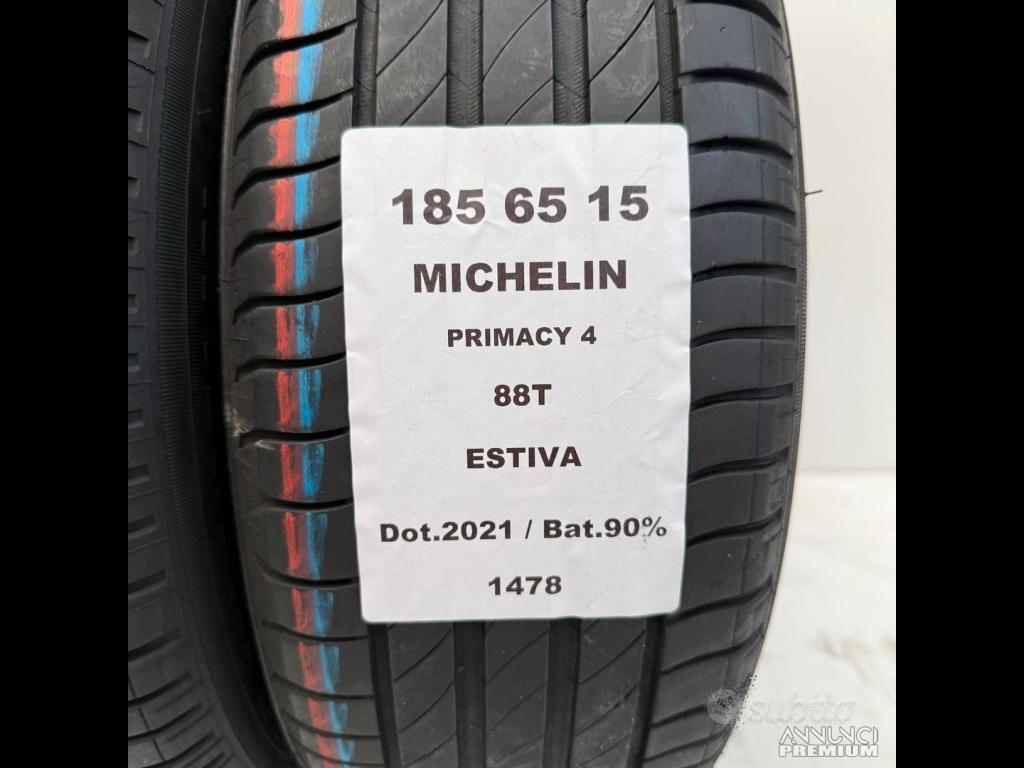 185 65 15
MICHELIN
PRIMACY 4
88T
ESTIVA
Dot.2021 / Bat.90%
1478
subito
ANNUNCI
PREMIUM